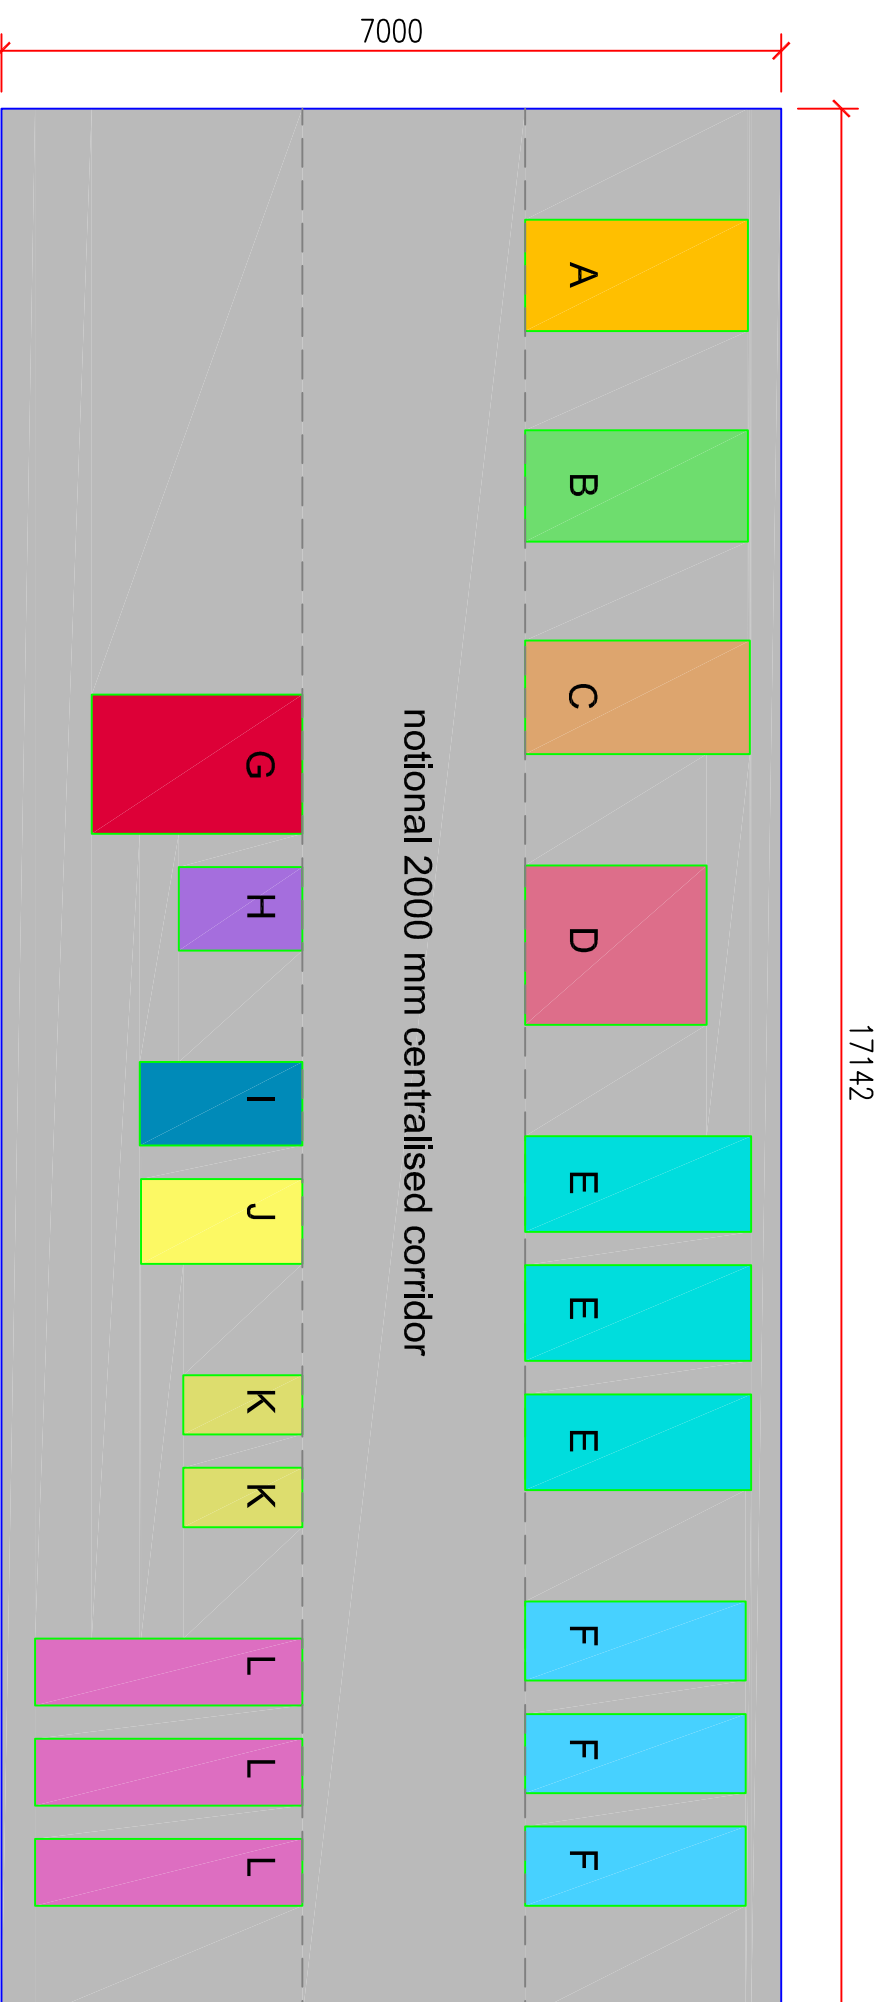 7000
17142
A
B
C
D
E
E
E
F
F
F
notional 2000 mm centralised corridor
G
H
I
J
K
K
L
L
L